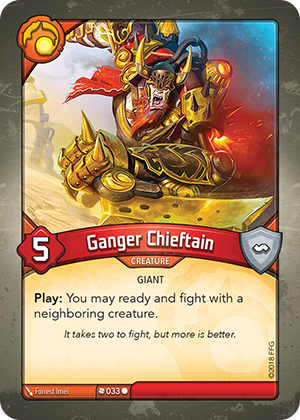 5
Ganger Chieftain
CREATURE
GIANT
Play: You may ready and fight with a
neighboring creature.
It takes two to fight, but more is better.
©2018 FFG
Forrest Imel
033